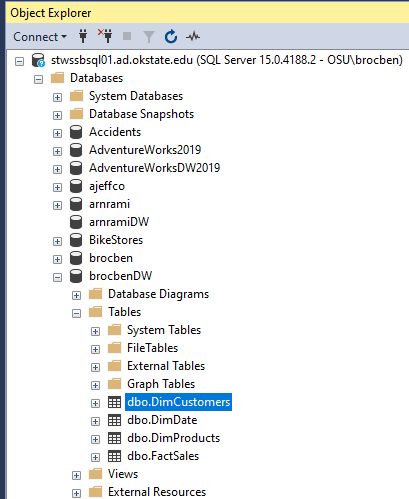 Object Explorer
Connect
stwssbsql01.ad.okstate.edu (SQL Server 15.0.4188.2 - OSU\brocben)
Databases
System Databases
Database Snapshots
Accidents
AdventureWorks2019
AdventureWorksDW2019
ajeffco
arnrami
arnramiDW
BikeStores
brocben
brocbenDW
Database Diagrams
Tables
System Tables
FileTables
External Tables
Graph Tables
dbo.DimCustomers
dbo.DimDate
dbo.DimProducts
dbo.FactSales
Views
External Resources